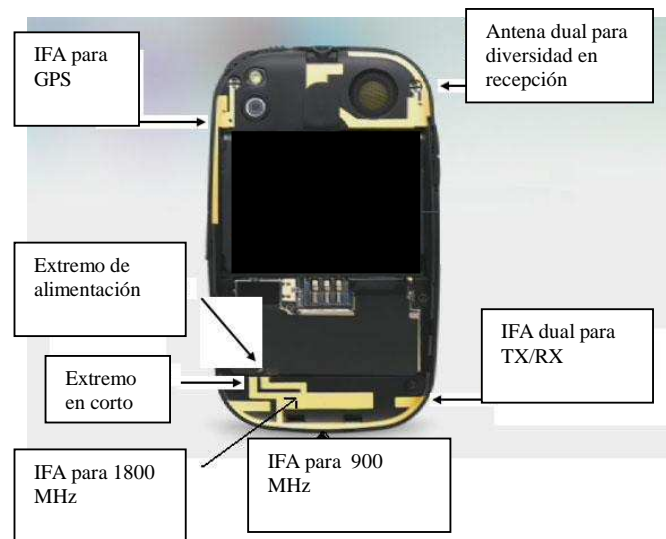 IFA para
GPS
Antena dual para
diversidad en
recepción
Extremo de
alimentación
IFA dual para
TX/RX
Extremo
en corto
IFA para 1800
MHz
IFA para  900
MHz